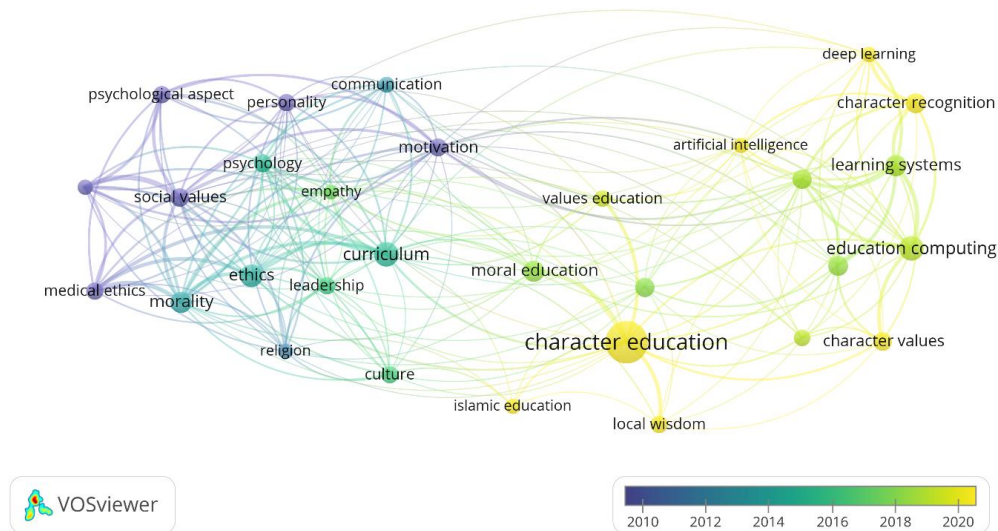 deep learning
communication
psychological aspect
personality
character recognition
motivation
artificial intelligence
psychology
learning systems
empathy
social values
values education
curriculum
education computing
ethics
moral education
leadership
medical ethics
morality
character education
character values
religion
culture
islamic education
local wisdom
VOSviewer
2010 2012 2014 2016 2018 2020